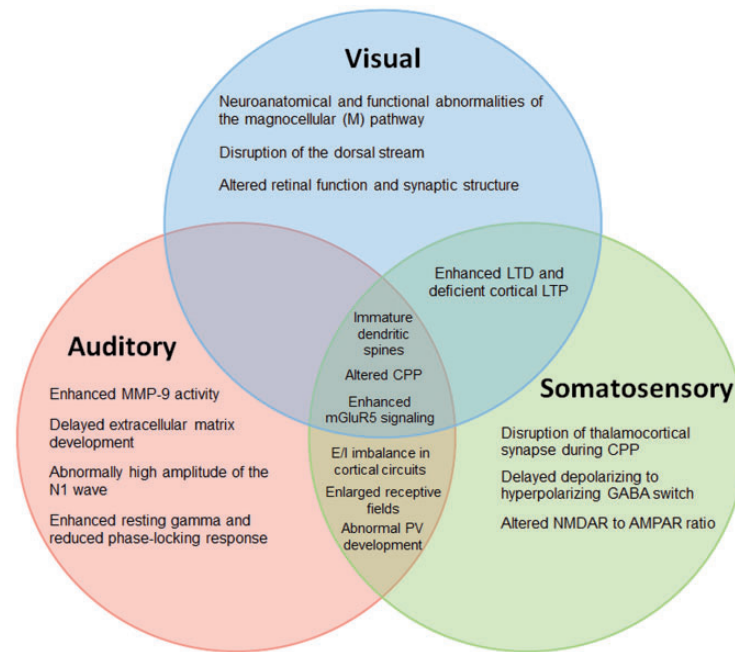 Visual
Neuroanatomical and functional abnormalities of
the magnocellular (M) pathway
Disruption of the dorsal stream
Altered retinal function and synaptic structure
Enhanced LTD and
deficient cortical LTP
Immature
dendritic
spines
Altered CPP
Enhanced
mGluR5 signaling
Auditory
Enhanced MMP-9 activity
Delayed extracellular matrix
development
Abnormally high amplitude of the
N1 wave
Enhanced resting gamma and
reduced phase-locking response
E/I imbalance in
cortical circuits
Enlarged receptive
fields
Abnormal PV
development
Somatosensory
Disruption of thalamocortical
synapse during CPP
Delayed depolarizing to
hyperpolarizing GABA switch
Altered NMDAR to AMPAR ratio